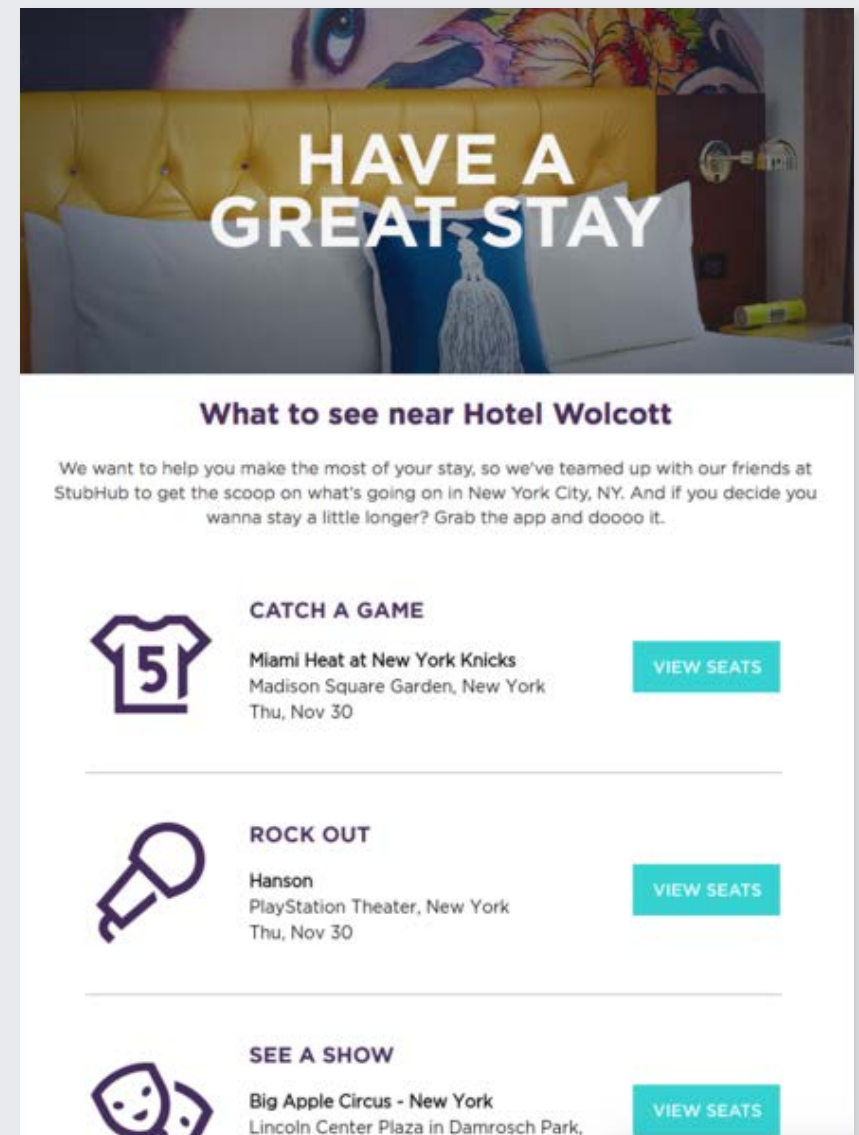 HAVE A
GREAT STAY
What to see near Hotel Wolcott
We want to help you make the most of your stay, so we've teamed up with our friends at
StubHub to get the scoop on what's going on in New York City, NY. And if you decide you
wanna stay a little longer? Grab the app and doooo it.
CATCH A GAME
5
Miami Heat at New York Knicks
Madison Square Garden, New York
Thu, Nov 30
VIEW SEATS
ROCK OUT
Hanson
PlayStation Theater, New York
Thu, Nov 30
VIEW SEATS
SEE A SHOW
Big Apple Circus - New York
Lincoln Center Plaza in Damrosch Park,
VIEW SEATS